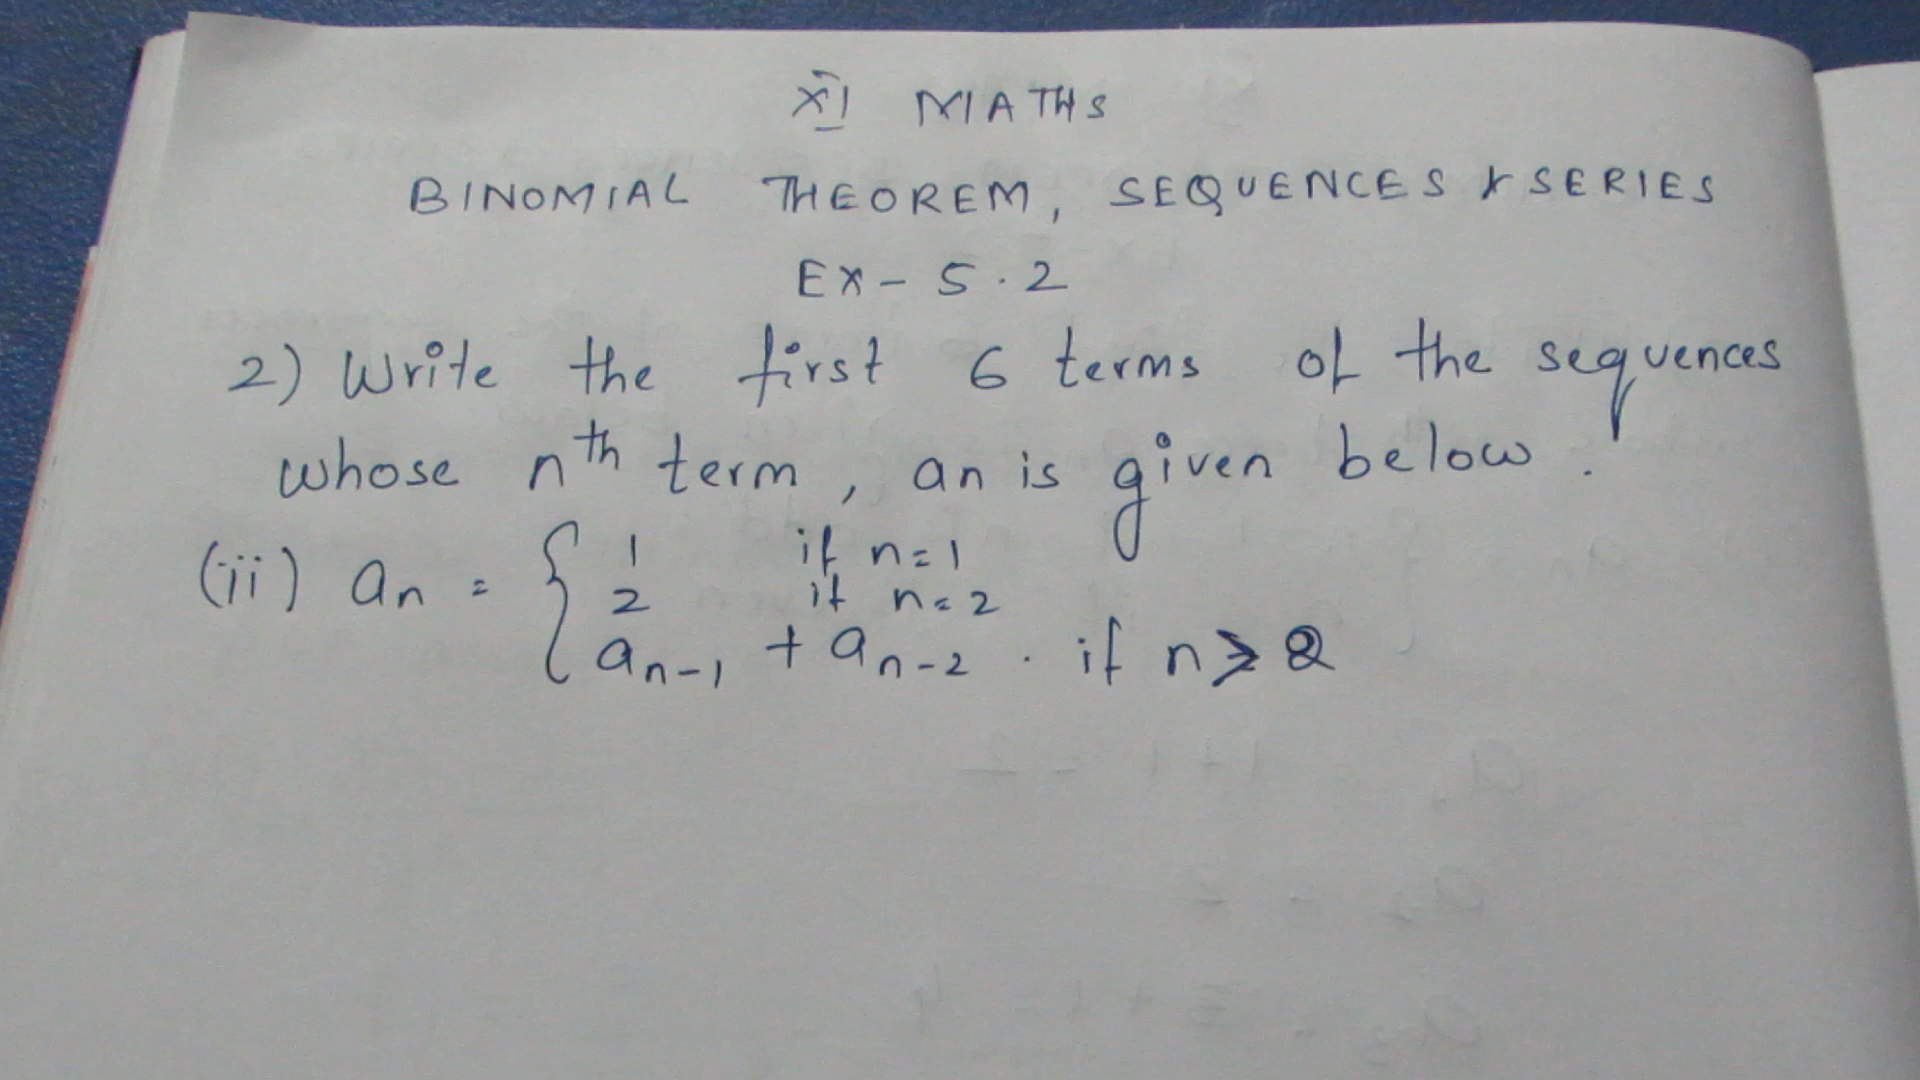 XI MATHS
BINOMIAL THEOREM, SEQUENCES & SERIES
EX - 5.2
2) Write the first 6 terms of the sequences
whose nth term, an is given below.
(ii) an = { 1 if n=1
2 if n=2
an-1 + an-2 . if n > 2